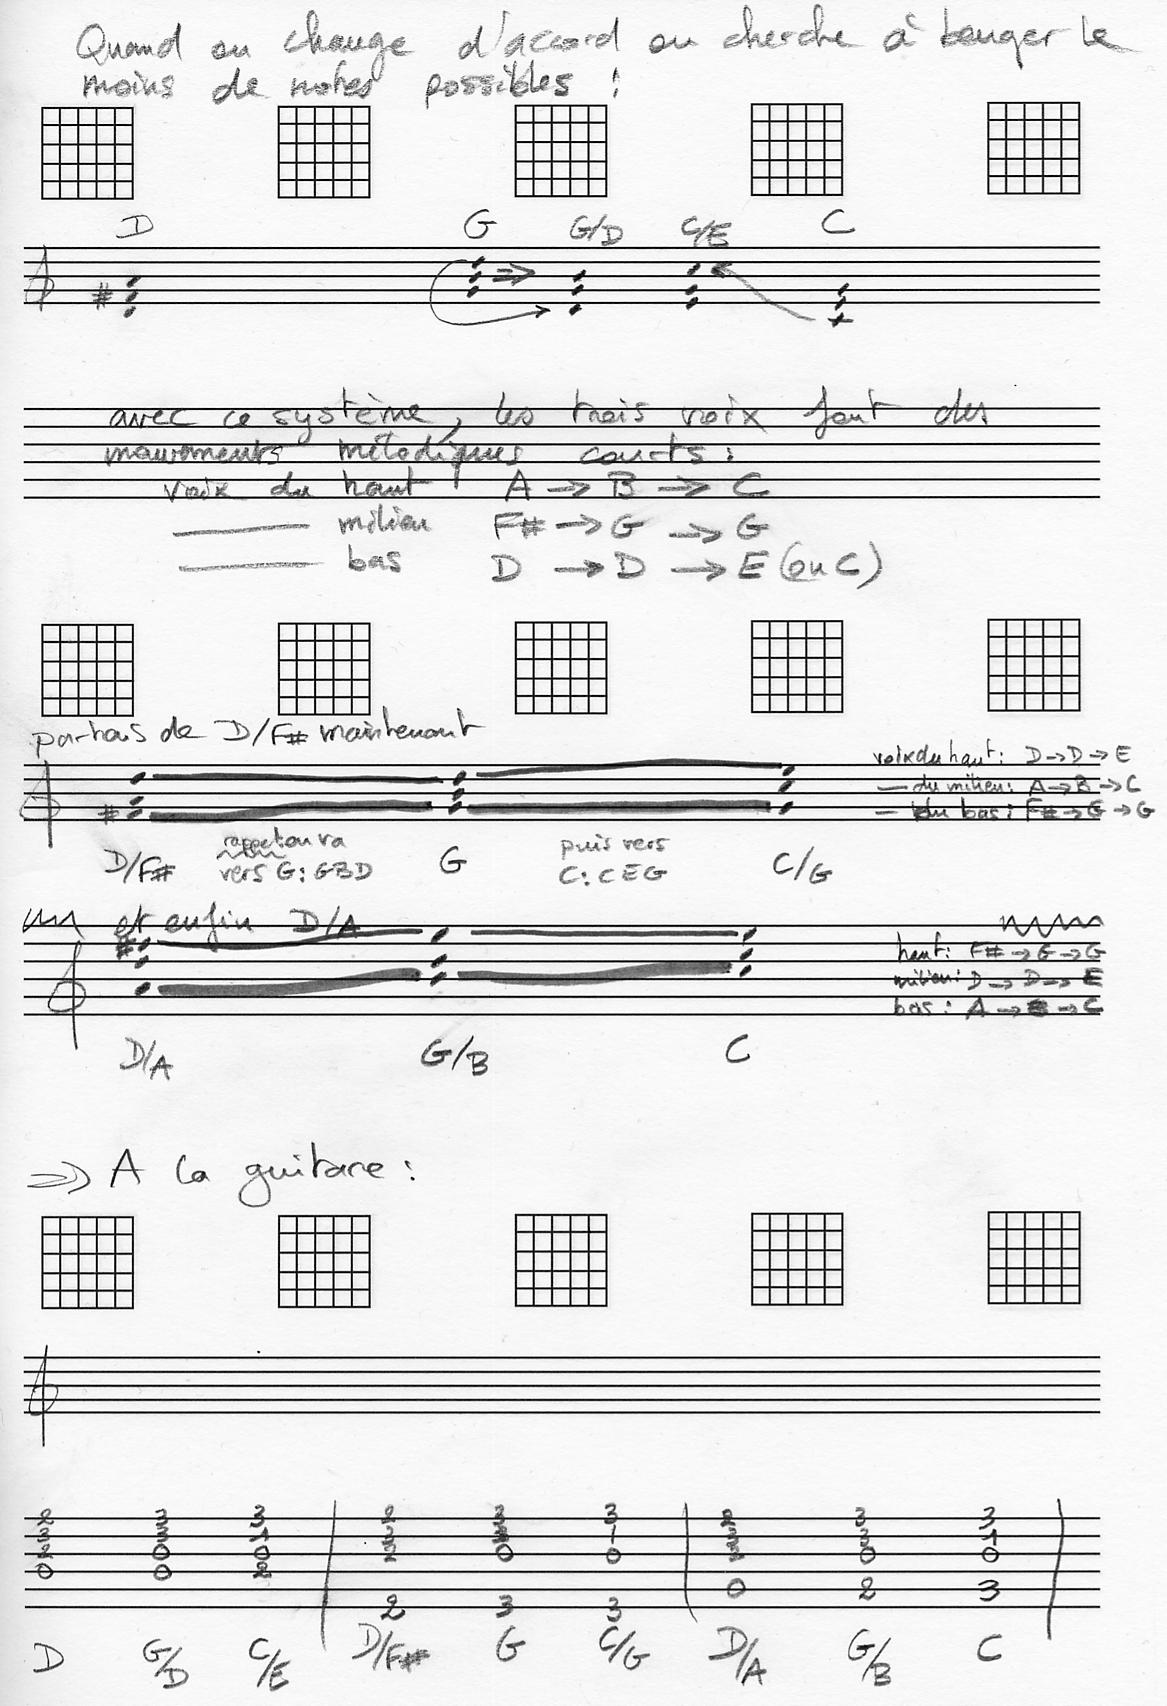 Quand on change d'accord on cherche à bouger le
moins de notes possibles :
D G G/D C/E C
avec ce système, les trois voix font des
mouvements mélodiques courts :
voix du haut A → B → C
milieu F# → G → G
bas D → D → E (ou C)
partons de D/F# maintenant
voix du haut : D → D → E
— du milieu : A → B → C
— du bas : F# → G → G
rappel on va puis vers
D/F# vers G : GBD G C : C E G C/G
et enfin D/A
haut : F# → G → G
milieu : D → D → E
bas : A → B → C
D/A G/B C
⇒ A la guitare :
2 3 3 2 3 3 2 3 3
3 3 1 3 3 1 3 3 1
2 0 0 2 0 0 2 0 0
0 0 2
0 2 3
2 3 3
D G/D C/E D/F# G C/G D/A G/B C